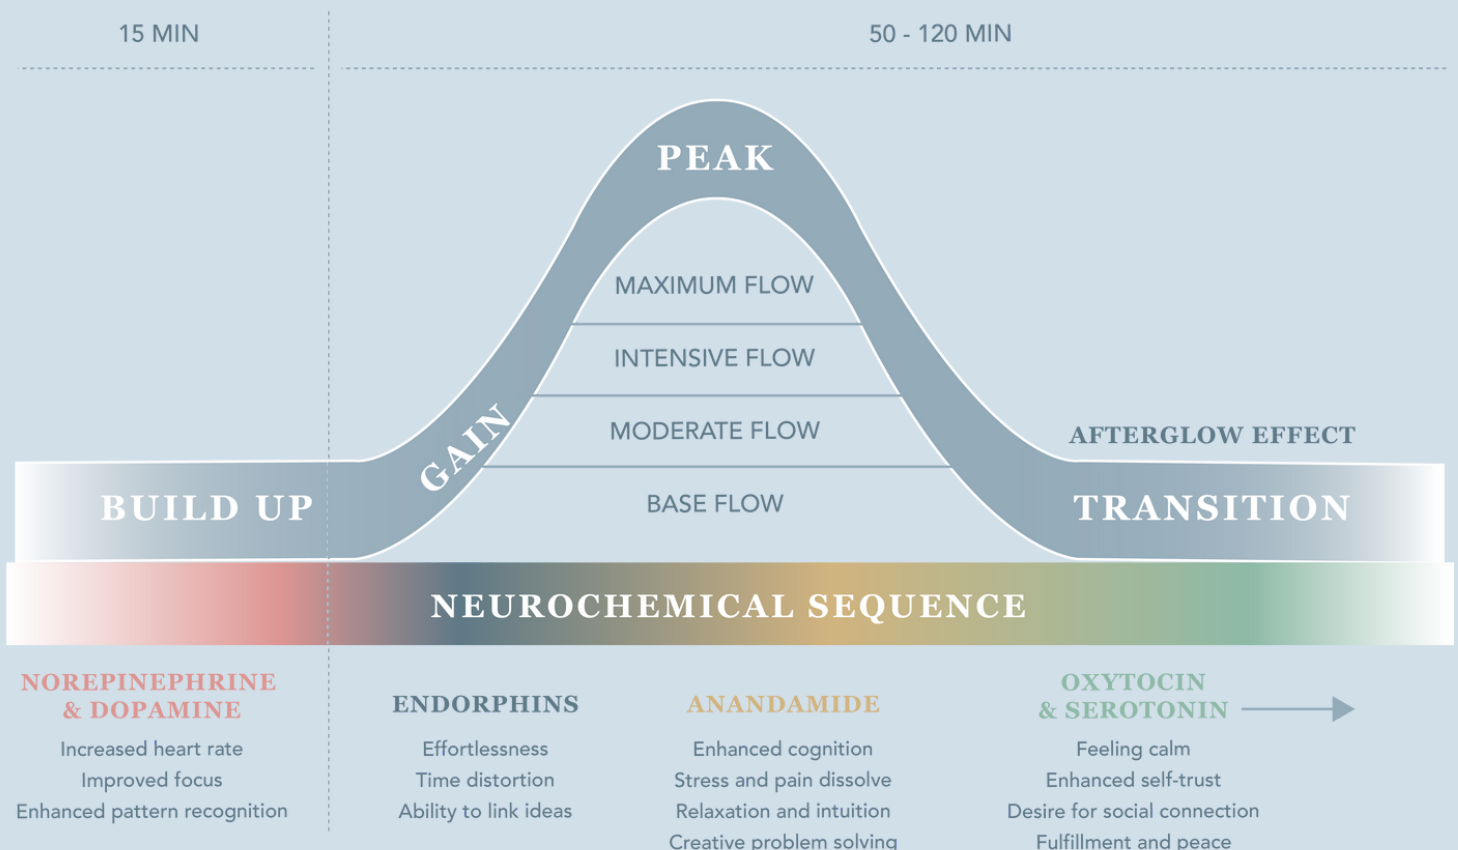 15 MIN
50 - 120 MIN
PEAK
MAXIMUM FLOW
INTENSIVE FLOW
GAIN
MODERATE FLOW
AFTERGLOW EFFECT
BUILD UP
BASE FLOW
TRANSITION
NEUROCHEMICAL SEQUENCE
NOREPINEPHRINE
& DOPAMINE
Increased heart rate
Improved focus
Enhanced pattern recognition
ENDORPHINS
Effortlessness
Time distortion
Ability to link ideas
ANANDAMIDE
Enhanced cognition
Stress and pain dissolve
Relaxation and intuition
Creative problem solving
OXYTOCIN
& SEROTONIN
Feeling calm
Enhanced self-trust
Desire for social connection
Fulfillment and peace